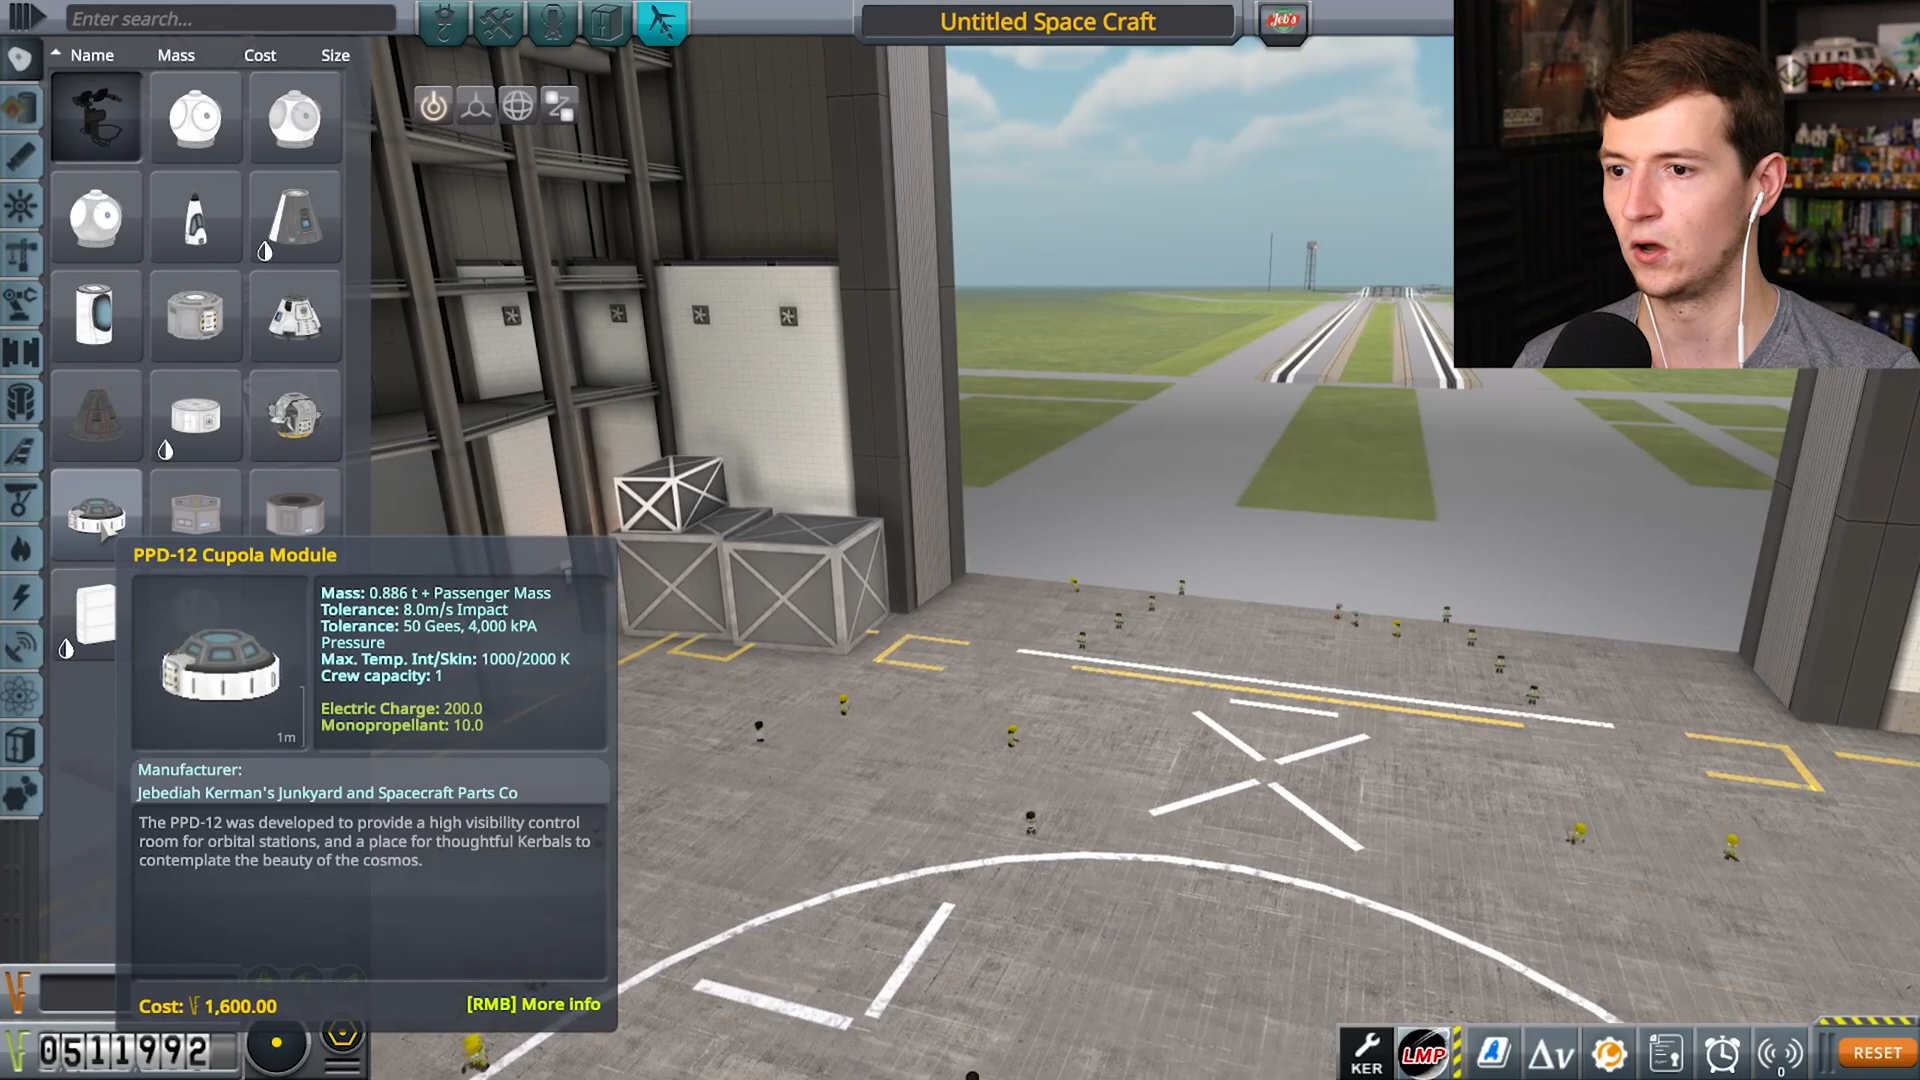 Enter search...
Untitled Space Craft
Jeb's
Name Mass Cost Size
PPD-12 Cupola Module
Mass: 0.886 t + Passenger Mass
Tolerance: 8.0m/s Impact
Tolerance: 50 Gees, 4,000 kPA
Pressure
Max. Temp. Int/Skin: 1000/2000 K
Crew capacity: 1
Electric Charge: 200.0
Monopropellant: 10.0
1m
Manufacturer:
Jebediah Kerman's Junkyard and Spacecraft Parts Co
The PPD-12 was developed to provide a high visibility control
room for orbital stations, and a place for thoughtful Kerbals to
contemplate the beauty of the cosmos.
Cost: 1,600.00
[RMB] More info
0511992
KER
LMP
Δv
0
RESET